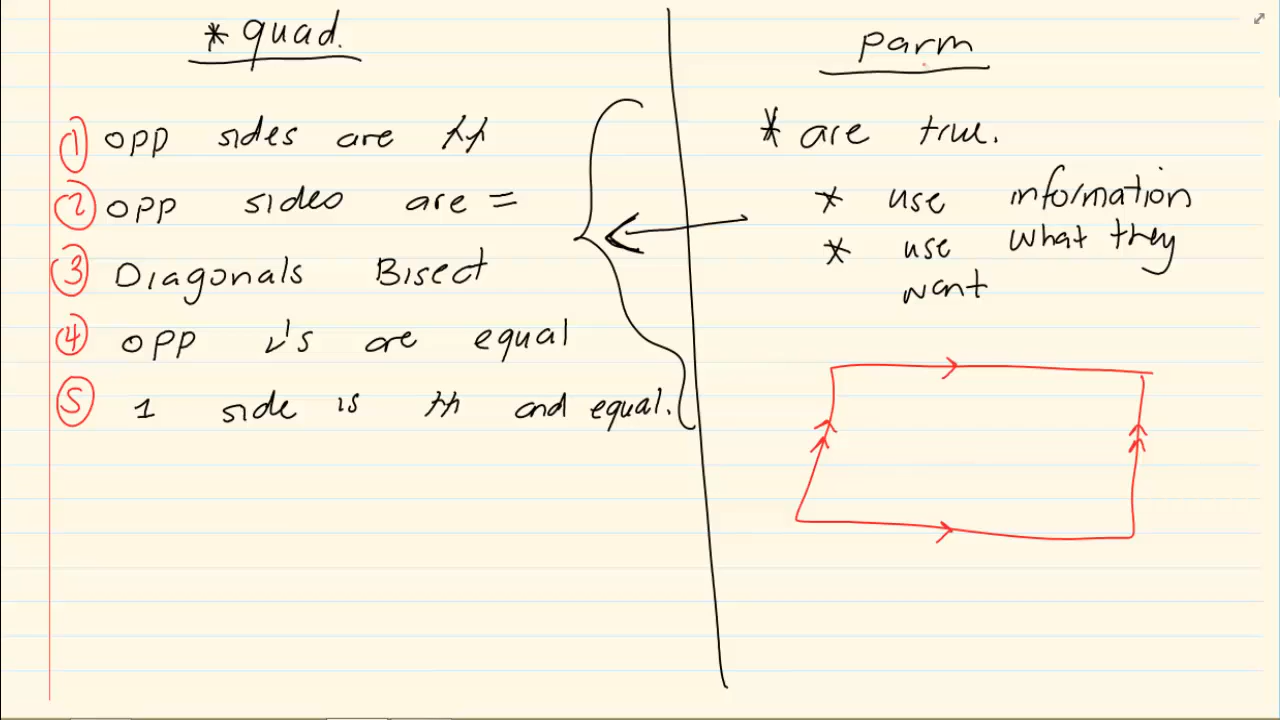 * quad.
① opp sides are //
② opp sides are =
③ Diagonals Bisect
④ opp ∠'s are equal
⑤ 1 side is // and equal.
parm
* are true.
* use information
* use what they
want